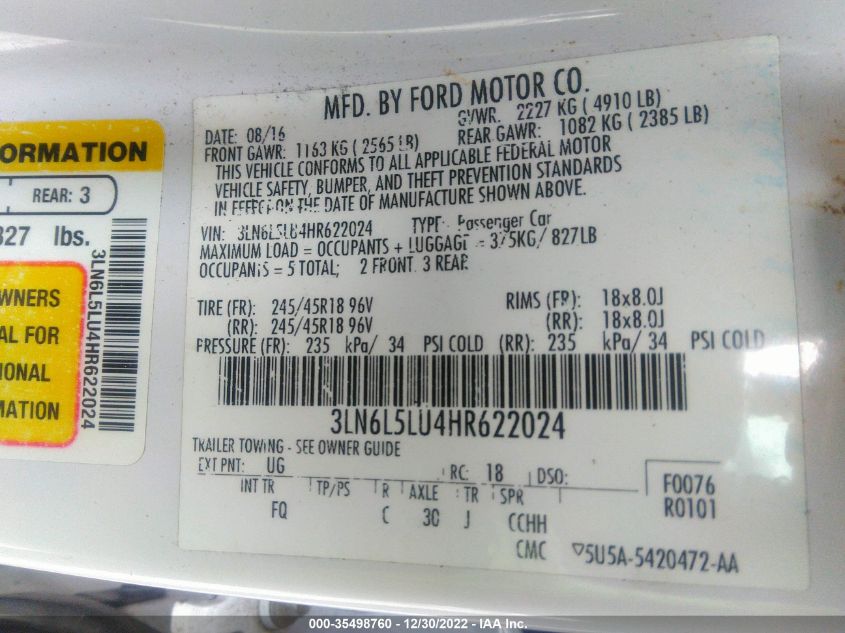 ORMATION
REAR: 3
327 lbs.
WNERS
AL FOR
IONAL
MATION
3LN6L5LU4HR622024
MFD. BY FORD MOTOR CO.
DATE: 08/16 GVWR: 2227 KG ( 4910 LB)
FRONT GAWR: 1163 KG ( 2565 LB) REAR GAWR: 1082 KG ( 2385 LB)
THIS VEHICLE CONFORMS TO ALL APPLICABLE FEDERAL MOTOR
VEHICLE SAFETY, BUMPER, AND THEFT PREVENTION STANDARDS
IN EFFECT ON THE DATE OF MANUFACTURE SHOWN ABOVE.
VIN: 3LN6L5LU4HR622024 TYPE: Passenger Car
MAXIMUM LOAD = OCCUPANTS + LUGGAGE = 375KG/ 827LB
OCCUPANTS = 5 TOTAL; 2 FRONT 3 REAR
TIRE (FR): 245/45R18 96V RIMS (FR): 18x8.0J
(RR): 245/45R18 96V (RR): 18x8.0J
PRESSURE (FR): 235 kPa/ 34 PSI COLD (RR): 235 kPa/ 34 PSI COLD
3LN6L5LU4HR622024
TRAILER TOWING - SEE OWNER GUIDE
EXT PNT: UG RC: 18 DSO: F0076
INT TR TP/PS R AXLE TR SPR R0101
FQ C 30 J CCHH
CMC ▽5U5A-5420472-AA
000-35498760 - 12/30/2022 - IAA Inc.